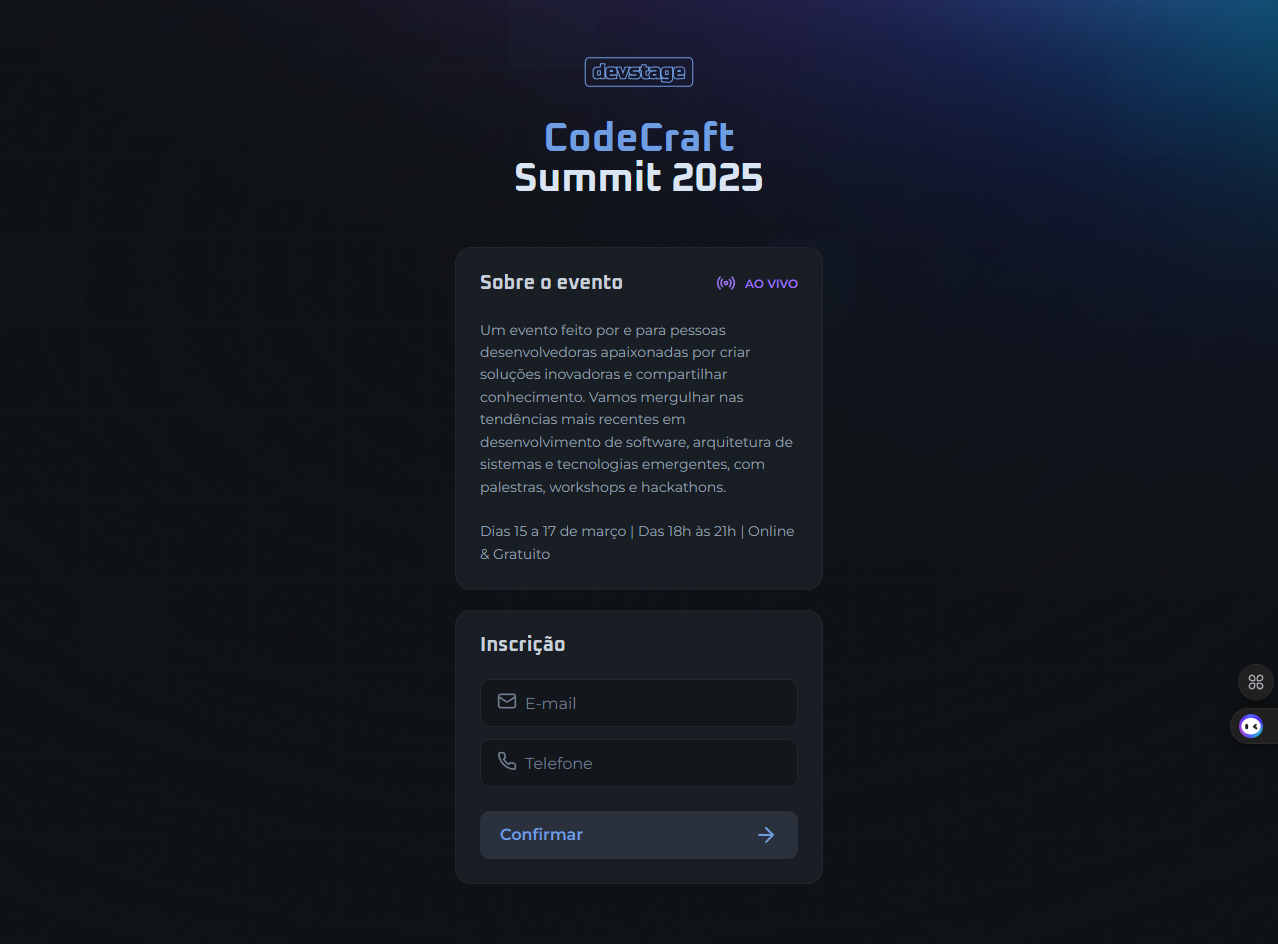 devstage
CodeCraft
Summit 2025
Sobre o evento
AO VIVO
Um evento feito por e para pessoas
desenvolvedoras apaixonadas por criar
soluções inovadoras e compartilhar
conhecimento. Vamos mergulhar nas
tendências mais recentes em
desenvolvimento de software, arquitetura de
sistemas e tecnologias emergentes, com
palestras, workshops e hackathons.
Dias 15 a 17 de março | Das 18h às 21h | Online
& Gratuito
Inscrição
E-mail
Telefone
Confirmar